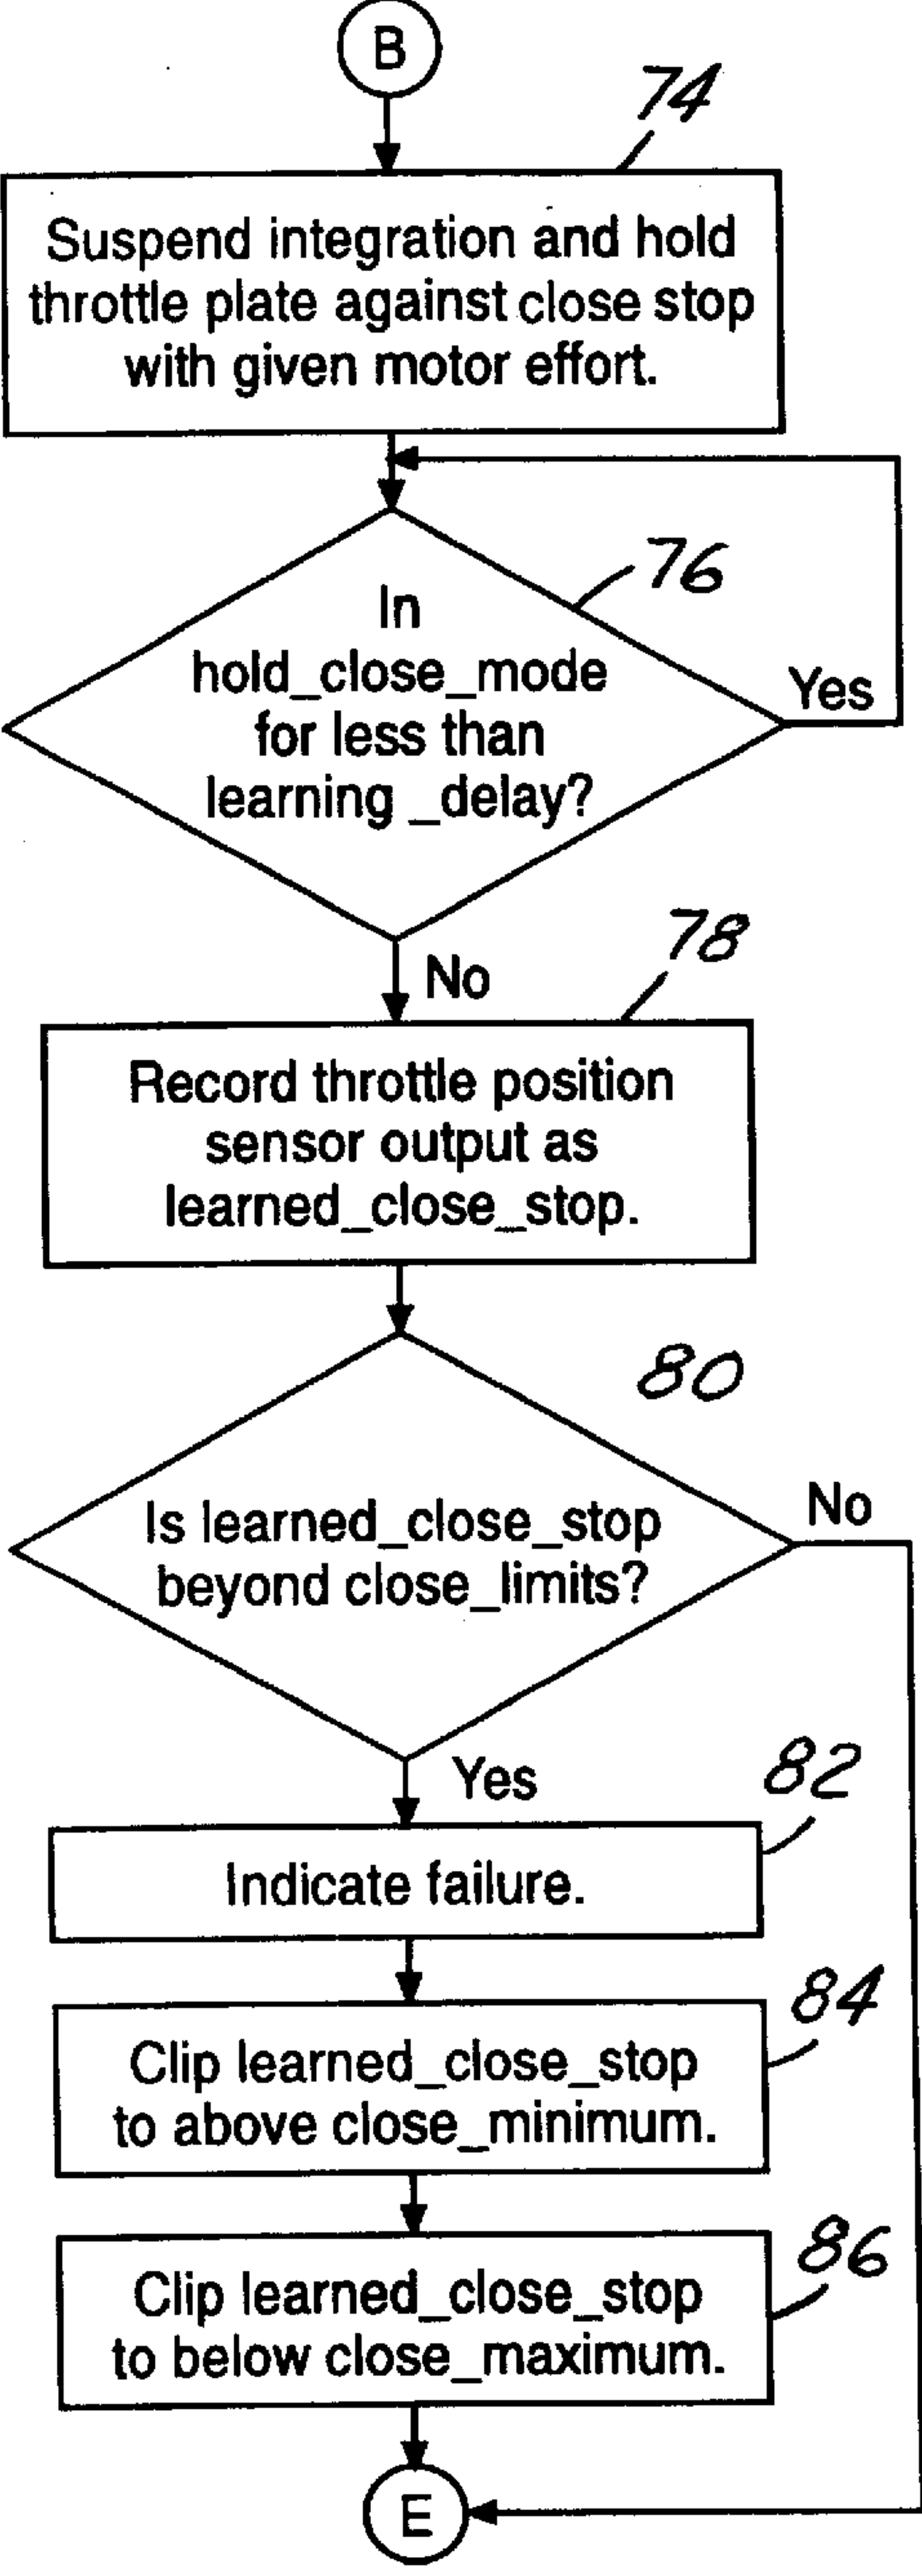 B
74
Suspend integration and hold
throttle plate against close stop
with given motor effort.
76
In
hold_close_mode
for less than
learning _delay?
Yes
No
78
Record throttle position
sensor output as
learned_close_stop.
80
Is learned_close_stop
beyond close_limits?
No
Yes
82
Indicate failure.
84
Clip learned_close_stop
to above close_minimum.
86
Clip learned_close_stop
to below close_maximum.
E